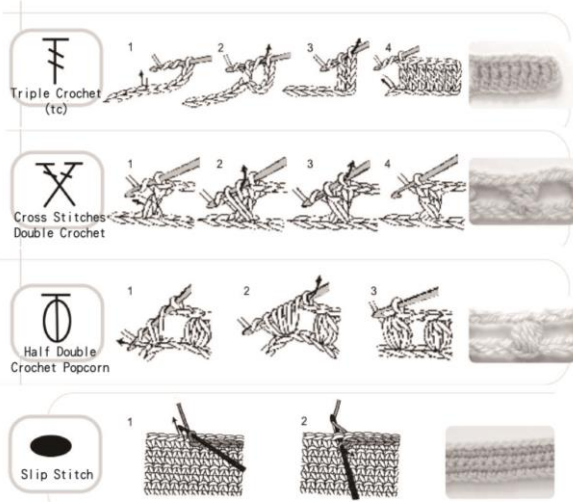 1 2 3 4
Triple Crochet
(tc)
1 2 3 4
Cross Stitches
Double Crochet
1 2 3
Half Double
Crochet Popcorn
1 2
Slip Stitch